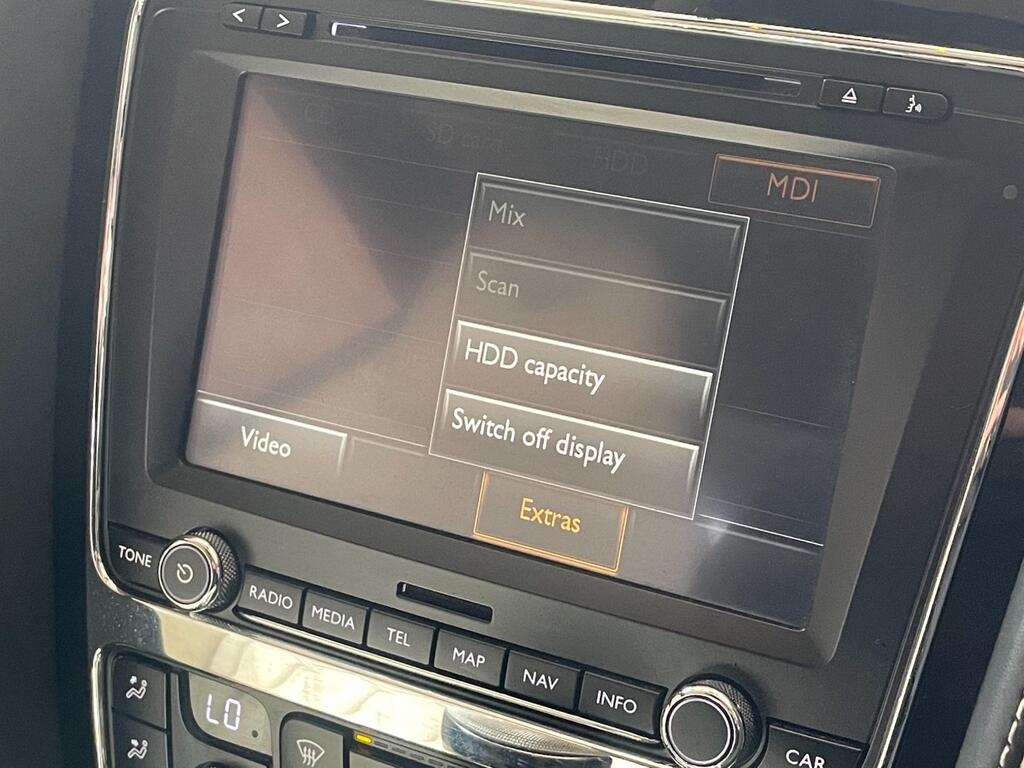 CD
SD card
HDD
MDI
Mix
Scan
HDD capacity
Switch off display
Video
Extras
TONE
RADIO
MEDIA
TEL
MAP
NAV
INFO
CAR
LO